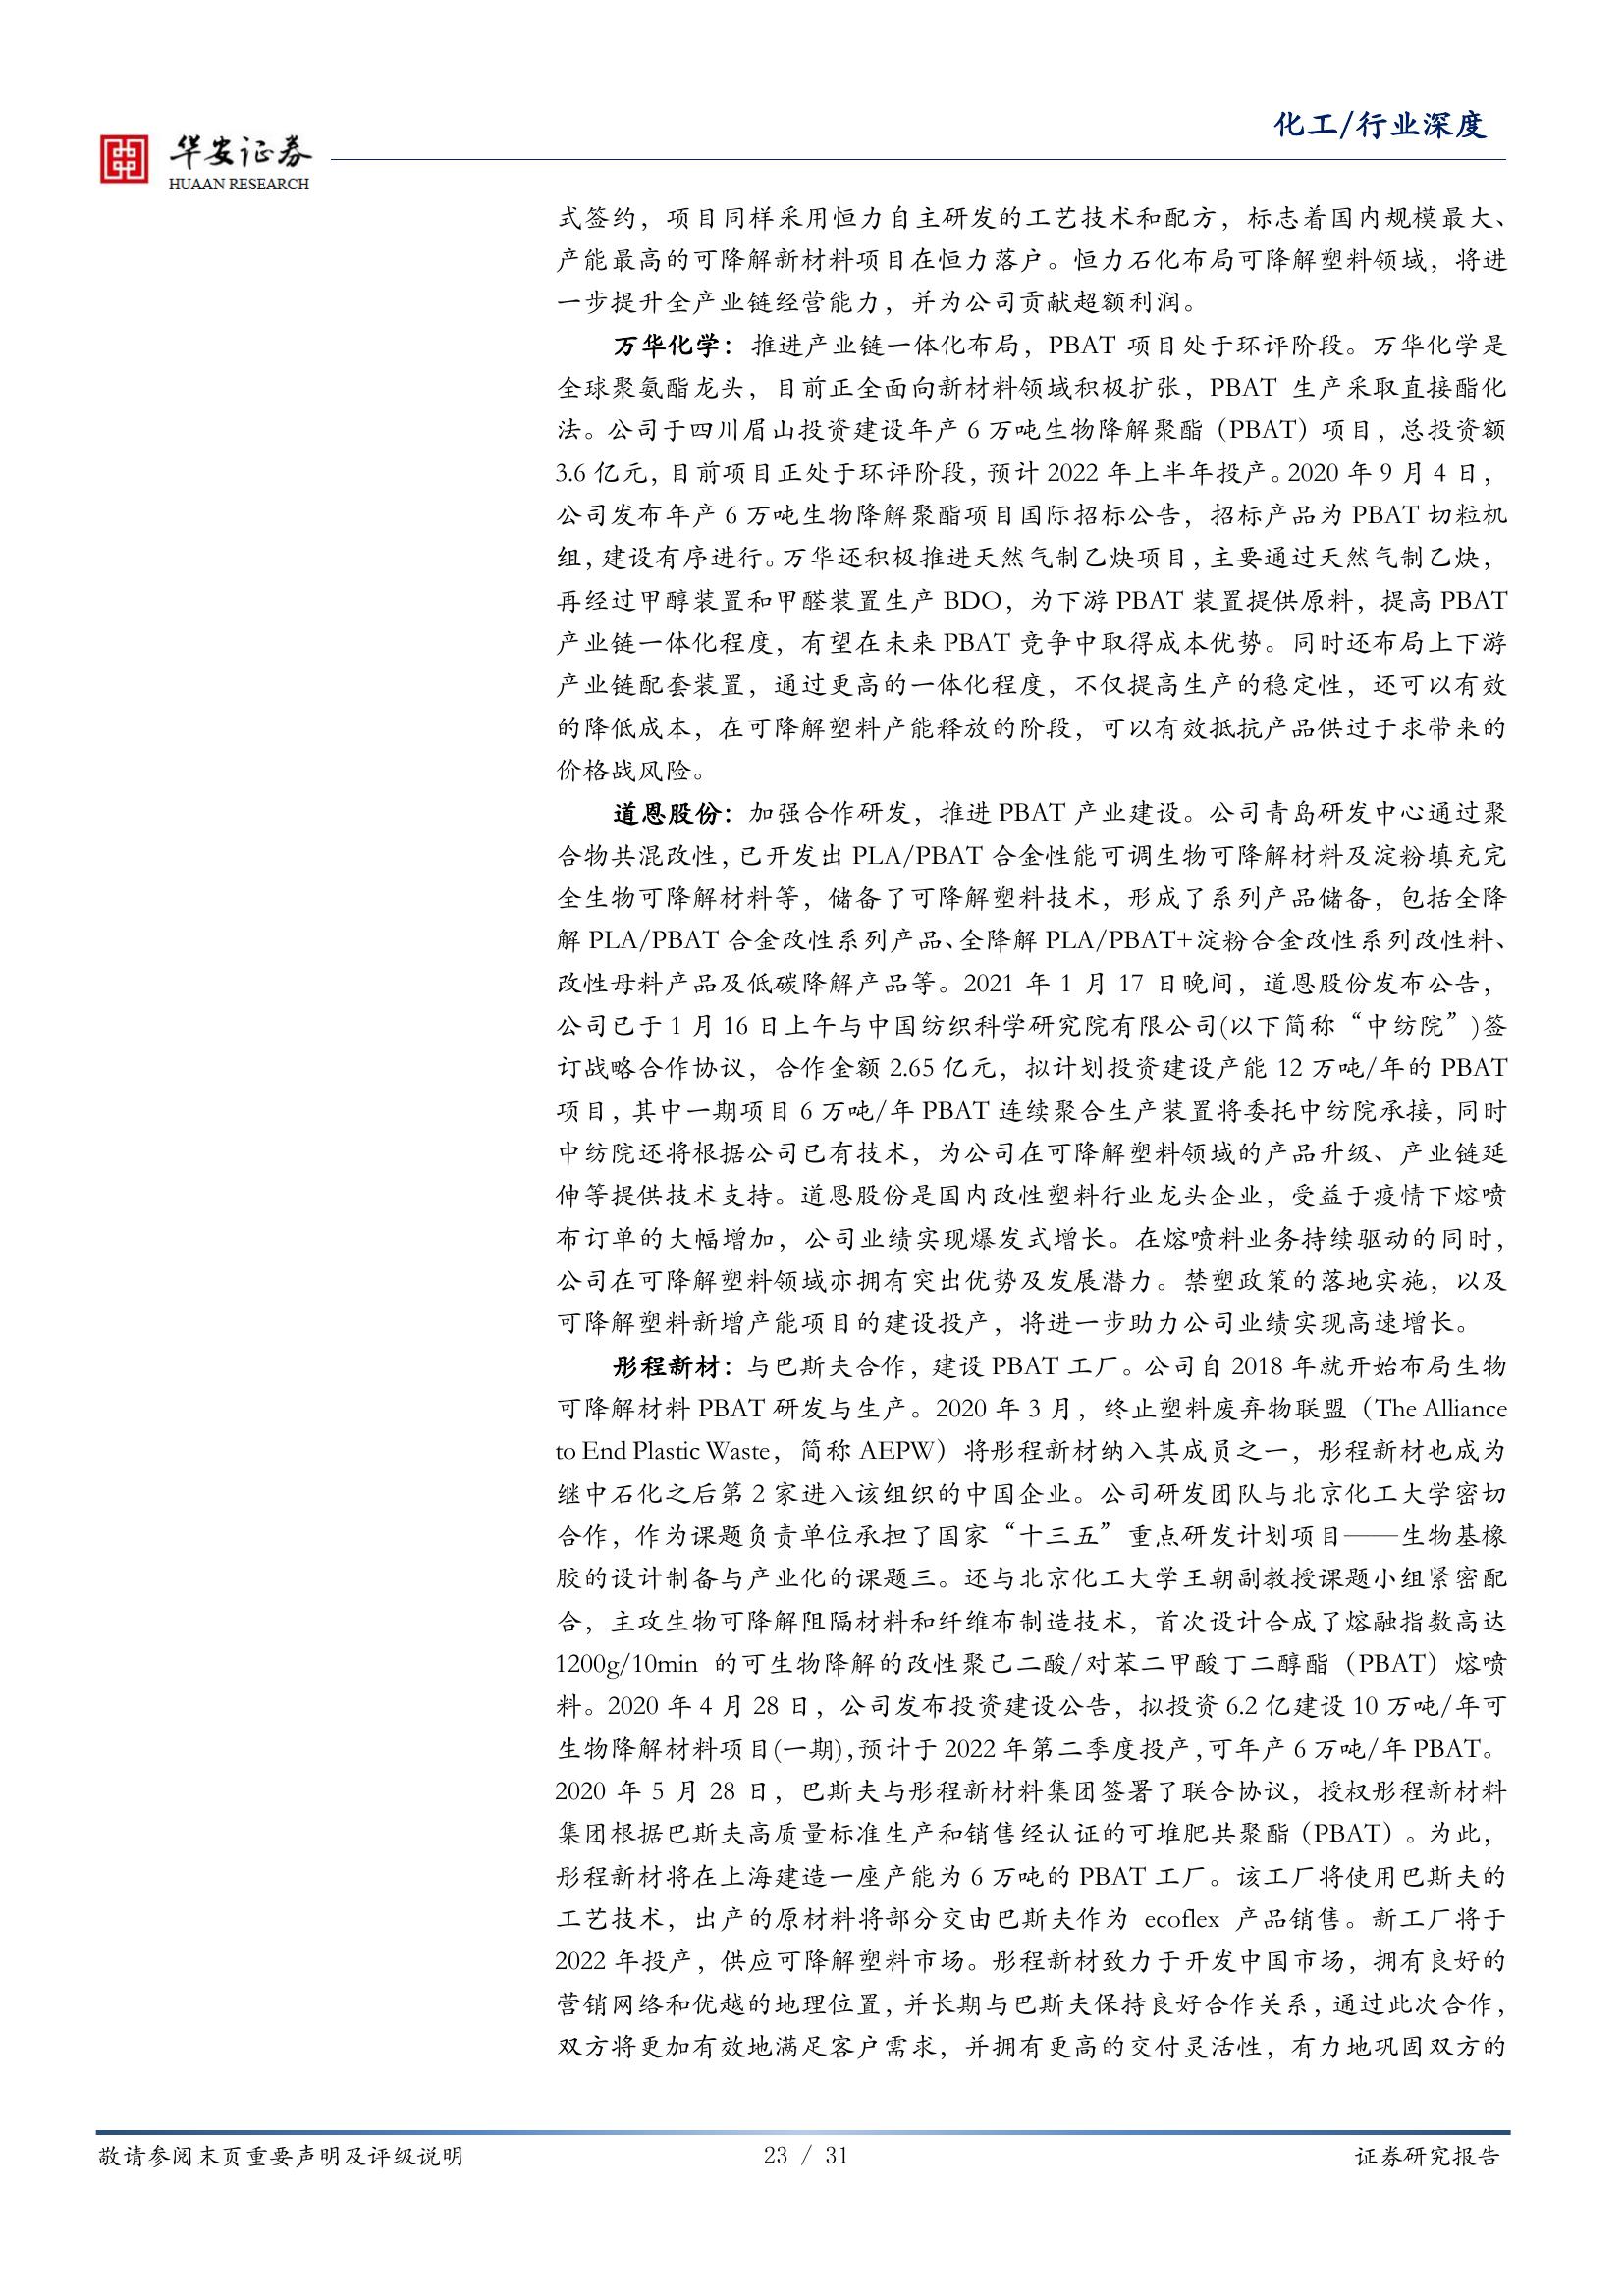 化工/行业深度
华安证券
HUAAN RESEARCH
式签约，项目同样采用恒力自主研发的工艺技术和配方，标志着国内规模最大、
产能最高的可降解新材料项目在恒力落户。恒力石化布局可降解塑料领域，将进
一步提升全产业链经营能力，并为公司贡献超额利润。
万华化学：推进产业链一体化布局，PBAT 项目处于环评阶段。万华化学是
全球聚氨酯龙头，目前正全面向新材料领域积极扩张，PBAT 生产采取直接酯化
法。公司于四川眉山投资建设年产 6 万吨生物降解聚酯（PBAT）项目，总投资额
3.6 亿元，目前项目正处于环评阶段，预计 2022 年上半年投产。2020 年 9 月 4 日，
公司发布年产 6 万吨生物降解聚酯项目国际招标公告，招标产品为 PBAT 切粒机
组，建设有序进行。万华还积极推进天然气制乙炔项目，主要通过天然气制乙炔，
再经过甲醇装置和甲醛装置生产 BDO，为下游 PBAT 装置提供原料，提高 PBAT
产业链一体化程度，有望在未来 PBAT 竞争中取得成本优势。同时还布局上下游
产业链配套装置，通过更高的一体化程度，不仅提高生产的稳定性，还可以有效
的降低成本，在可降解塑料产能释放的阶段，可以有效抵抗产品供过于求带来的
价格战风险。
道恩股份：加强合作研发，推进 PBAT 产业建设。公司青岛研发中心通过聚
合物共混改性，已开发出 PLA/PBAT 合金性能可调生物可降解材料及淀粉填充完
全生物可降解材料等，储备了可降解塑料技术，形成了系列产品储备，包括全降
解 PLA/PBAT 合金改性系列产品、全降解 PLA/PBAT+淀粉合金改性系列改性料、
改性母料产品及低碳降解产品等。2021 年 1 月 17 日晚间，道恩股份发布公告，
公司已于 1 月 16 日上午与中国纺织科学研究院有限公司(以下简称“中纺院”)签
订战略合作协议，合作金额 2.65 亿元，拟计划投资建设产能 12 万吨/年的 PBAT
项目，其中一期项目 6 万吨/年 PBAT 连续聚合生产装置将委托中纺院承接，同时
中纺院还将根据公司已有技术，为公司在可降解塑料领域的产品升级、产业链延
伸等提供技术支持。道恩股份是国内改性塑料行业龙头企业，受益于疫情下熔喷
布订单的大幅增加，公司业绩实现爆发式增长。在熔喷料业务持续驱动的同时，
公司在可降解塑料领域亦拥有突出优势及发展潜力。禁塑政策的落地实施，以及
可降解塑料新增产能项目的建设投产，将进一步助力公司业绩实现高速增长。
彤程新材：与巴斯夫合作，建设 PBAT 工厂。公司自 2018 年就开始布局生物
可降解材料 PBAT 研发与生产。2020 年 3 月，终止塑料废弃物联盟（The Alliance
to End Plastic Waste，简称 AEPW）将彤程新材纳入其成员之一，彤程新材也成为
继中石化之后第 2 家进入该组织的中国企业。公司研发团队与北京化工大学密切
合作，作为课题负责单位承担了国家“十三五”重点研发计划项目——生物基橡
胶的设计制备与产业化的课题三。还与北京化工大学王朝副教授课题小组紧密配
合，主攻生物可降解阻隔材料和纤维布制造技术，首次设计合成了熔融指数高达
1200g/10min 的可生物降解的改性聚己二酸/对苯二甲酸丁二醇酯（PBAT）熔喷
料。2020 年 4 月 28 日，公司发布投资建设公告，拟投资 6.2 亿建设 10 万吨/年可
生物降解材料项目(一期)，预计于 2022 年第二季度投产，可年产 6 万吨/年 PBAT。
2020 年 5 月 28 日，巴斯夫与彤程新材料集团签署了联合协议，授权彤程新材料
集团根据巴斯夫高质量标准生产和销售经认证的可堆肥共聚酯（PBAT）。为此，
彤程新材将在上海建造一座产能为 6 万吨的 PBAT 工厂。该工厂将使用巴斯夫的
工艺技术，出产的原材料将部分交由巴斯夫作为 ecoflex 产品销售。新工厂将于
2022 年投产，供应可降解塑料市场。彤程新材致力于开发中国市场，拥有良好的
营销网络和优越的地理位置，并长期与巴斯夫保持良好合作关系，通过此次合作，
双方将更加有效地满足客户需求，并拥有更高的交付灵活性，有力地巩固双方的
敬请参阅末页重要声明及评级说明
23 / 31
证券研究报告